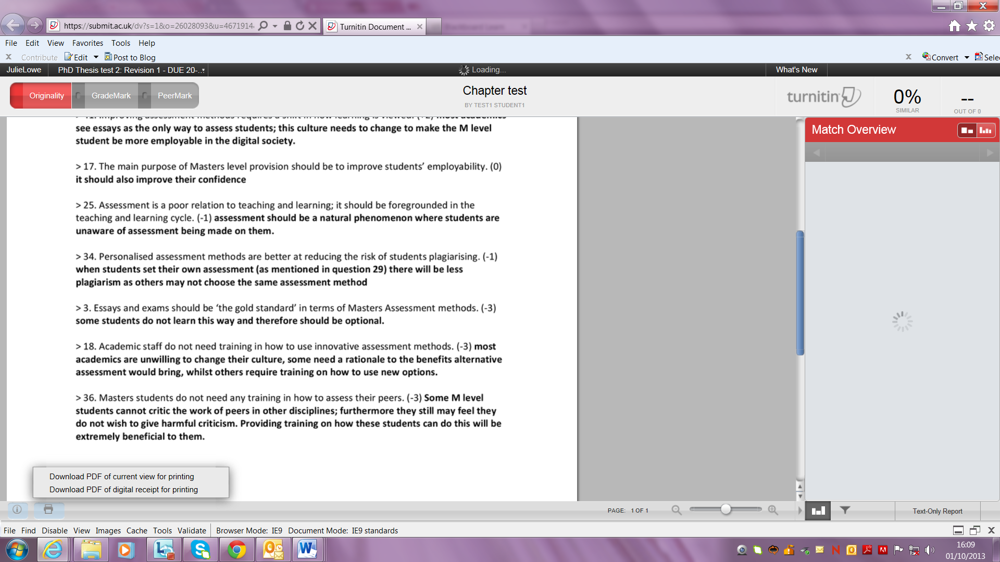 https://submit.ac.uk/dv?s=1&o=26028093&u=4671914
Turnitin Document ...
File Edit View Favorites Tools Help
Contribute Edit Post to Blog
Convert Sele
JulieLowe PhD Thesis test 2: Revision 1 - DUE 20-... Loading... What's New
Originality GradeMark PeerMark
Chapter test
BY TEST1 STUDENT1
turnitin
0%
SIMILAR
--
OUT OF 0
Match Overview
> 41. Improving assessment methods requires a shift in how learning is viewed. (+2) most academics
see essays as the only way to assess students; this culture needs to change to make the M level
student be more employable in the digital society.
> 17. The main purpose of Masters level provision should be to improve students’ employability. (0)
it should also improve their confidence
> 25. Assessment is a poor relation to teaching and learning; it should be foregrounded in the
teaching and learning cycle. (-1) assessment should be a natural phenomenon where students are
unaware of assessment being made on them.
> 34. Personalised assessment methods are better at reducing the risk of students plagiarising. (-1)
when students set their own assessment (as mentioned in question 29) there will be less
plagiarism as others may not choose the same assessment method
> 3. Essays and exams should be ‘the gold standard’ in terms of Masters Assessment methods. (-3)
some students do not learn this way and therefore should be optional.
> 18. Academic staff do not need training in how to use innovative assessment methods. (-3) most
academics are unwilling to change their culture, some need a rationale to the benefits alternative
assessment would bring, whilst others require training on how to use new options.
> 36. Masters students do not need any training in how to assess their peers. (-3) Some M level
students cannot critic the work of peers in other disciplines; furthermore they still may feel they
do not wish to give harmful criticism. Providing training on how these students can do this will be
extremely beneficial to them.
Download PDF of current view for printing
Download PDF of digital receipt for printing
PAGE: 1 OF 1
Text-Only Report
File Find Disable View Images Cache Tools Validate Browser Mode: IE9 Document Mode: IE9 standards
16:09
01/10/2013